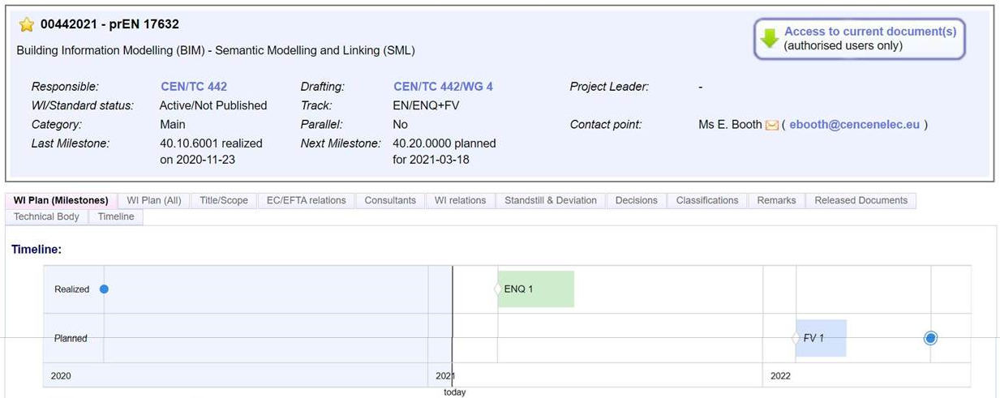 00442021 - prEN 17632
Access to current document(s)
(authorised users only)
Building Information Modelling (BIM) - Semantic Modelling and Linking (SML)
Responsible: CEN/TC 442 Drafting: CEN/TC 442/WG 4 Project Leader: -
WI/Standard status: Active/Not Published Track: EN/ENQ+FV
Category: Main Parallel: No Contact point: Ms E. Booth ( ebooth@cencenelec.eu )
Last Milestone: 40.10.6001 realized Next Milestone: 40.20.0000 planned
on 2020-11-23 for 2021-03-18
WI Plan (Milestones) WI Plan (All) Title/Scope EC/EFTA relations Consultants WI relations Standstill & Deviation Decisions Classifications Remarks Released Documents
Technical Body Timeline
Timeline:
Realized ENQ 1
Planned FV 1
2020 2021 2022
today